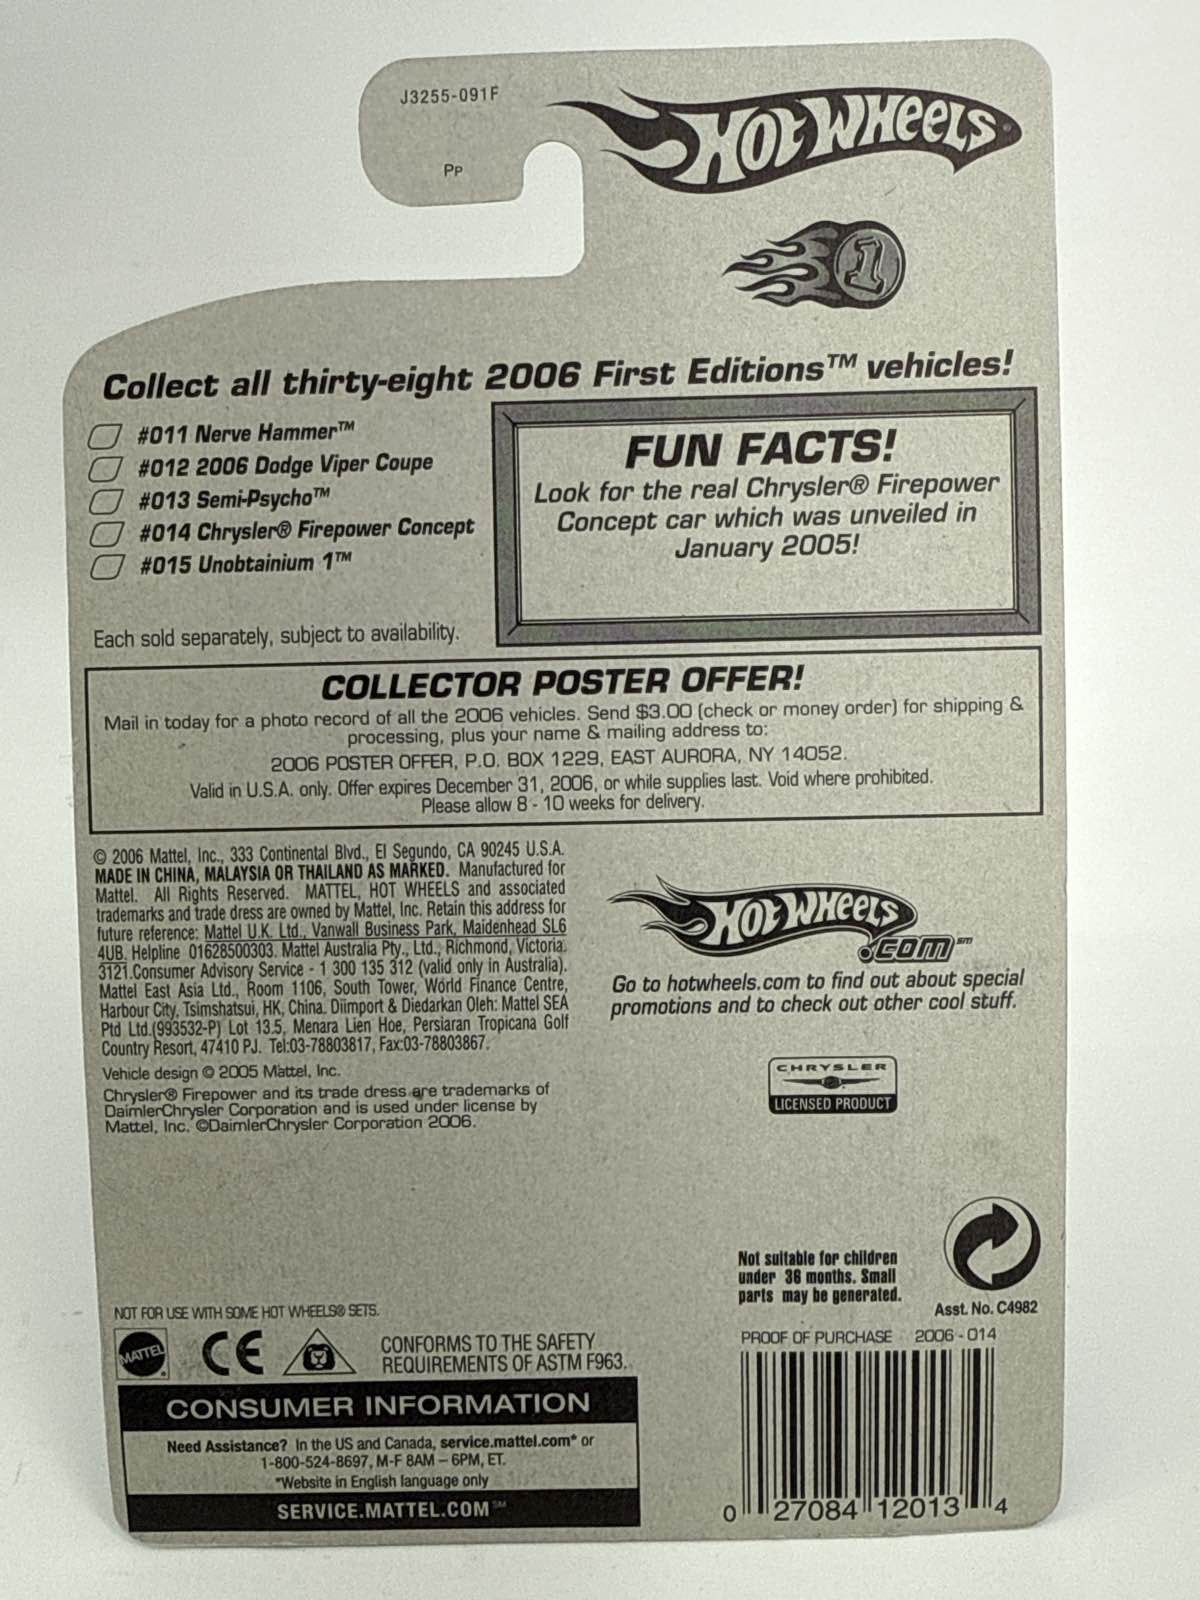 J3255-091F
PP
HOT WHEELS
1
Collect all thirty-eight 2006 First Editions™ vehicles!
#011 Nerve Hammer™
#012 2006 Dodge Viper Coupe
#013 Semi-Psycho™
#014 Chrysler® Firepower Concept
#015 Unobtainium 1™
Each sold separately, subject to availability.
FUN FACTS!
Look for the real Chrysler® Firepower
Concept car which was unveiled in
January 2005!
COLLECTOR POSTER OFFER!
Mail in today for a photo record of all the 2006 vehicles. Send $3.00 (check or money order) for shipping &
processing, plus your name & mailing address to:
2006 POSTER OFFER, P.O. BOX 1229, EAST AURORA, NY 14052.
Valid in U.S.A. only. Offer expires December 31, 2006, or while supplies last. Void where prohibited.
Please allow 8 - 10 weeks for delivery.
© 2006 Mattel, Inc., 333 Continental Blvd., El Segundo, CA 90245 U.S.A.
MADE IN CHINA, MALAYSIA OR THAILAND AS MARKED. Manufactured for
Mattel. All Rights Reserved. MATTEL, HOT WHEELS and associated
trademarks and trade dress are owned by Mattel, Inc. Retain this address for
future reference: Mattel U.K. Ltd., Vanwall Business Park, Maidenhead SL6
4UB. Helpline 01628500303. Mattel Australia Pty., Ltd., Richmond, Victoria.
3121.Consumer Advisory Service - 1 300 135 312 (valid only in Australia).
Mattel East Asia Ltd., Room 1106, South Tower, World Finance Centre,
Harbour City, Tsimshatsui, HK, China. Diimport & Diedarkan Oleh: Mattel SEA
Ptd Ltd.(993532-P) Lot 13.5, Menara Lien Hoe, Persiaran Tropicana Golf
Country Resort, 47410 PJ. Tel:03-78803817, Fax:03-78803867.
Vehicle design © 2005 Mattel, Inc.
Chrysler® Firepower and its trade dress are trademarks of
DaimlerChrysler Corporation and is used under license by
Mattel, Inc. ©DaimlerChrysler Corporation 2006.
HOT WHEELS
.COM℠
Go to hotwheels.com to find out about special
promotions and to check out other cool stuff.
CHRYSLER
LICENSED PRODUCT
Not suitable for children
under 36 months. Small
parts may be generated.
Asst. No. C4982
NOT FOR USE WITH SOME HOT WHEELS® SETS.
MATTEL
CE
CONFORMS TO THE SAFETY
REQUIREMENTS OF ASTM F963.
CONSUMER INFORMATION
Need Assistance? In the US and Canada, service.mattel.com* or
1-800-524-8697, M-F 8AM – 6PM, ET.
*Website in English language only
SERVICE.MATTEL.COM℠
PROOF OF PURCHASE 2006 - 014
0 27084 12013 4